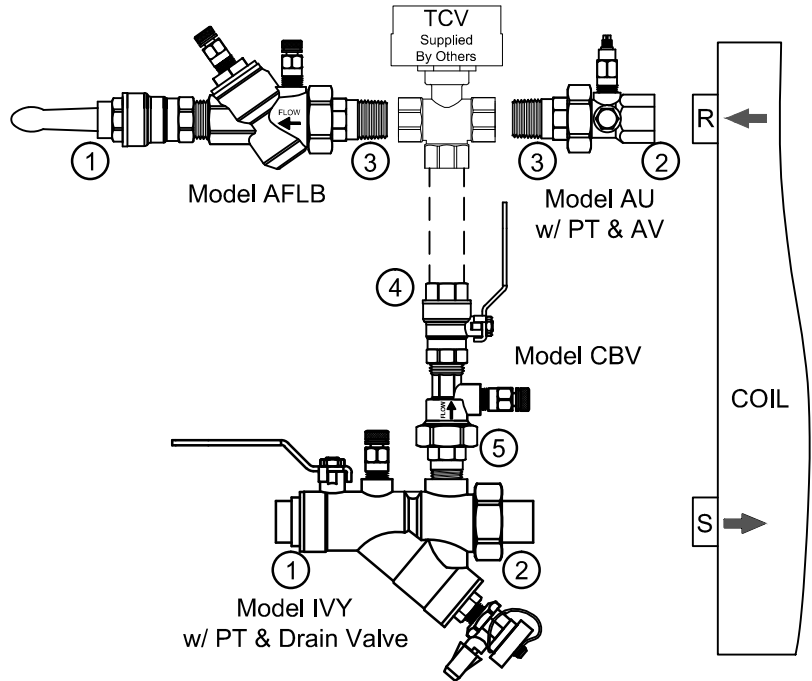 TCV
Supplied
By Others
FLOW
R
1
3
3
2
Model AFLB
Model AU
w/ PT & AV
4
Model CBV
COIL
FLOW
5
S
1
2
Model IVY
w/ PT & Drain Valve